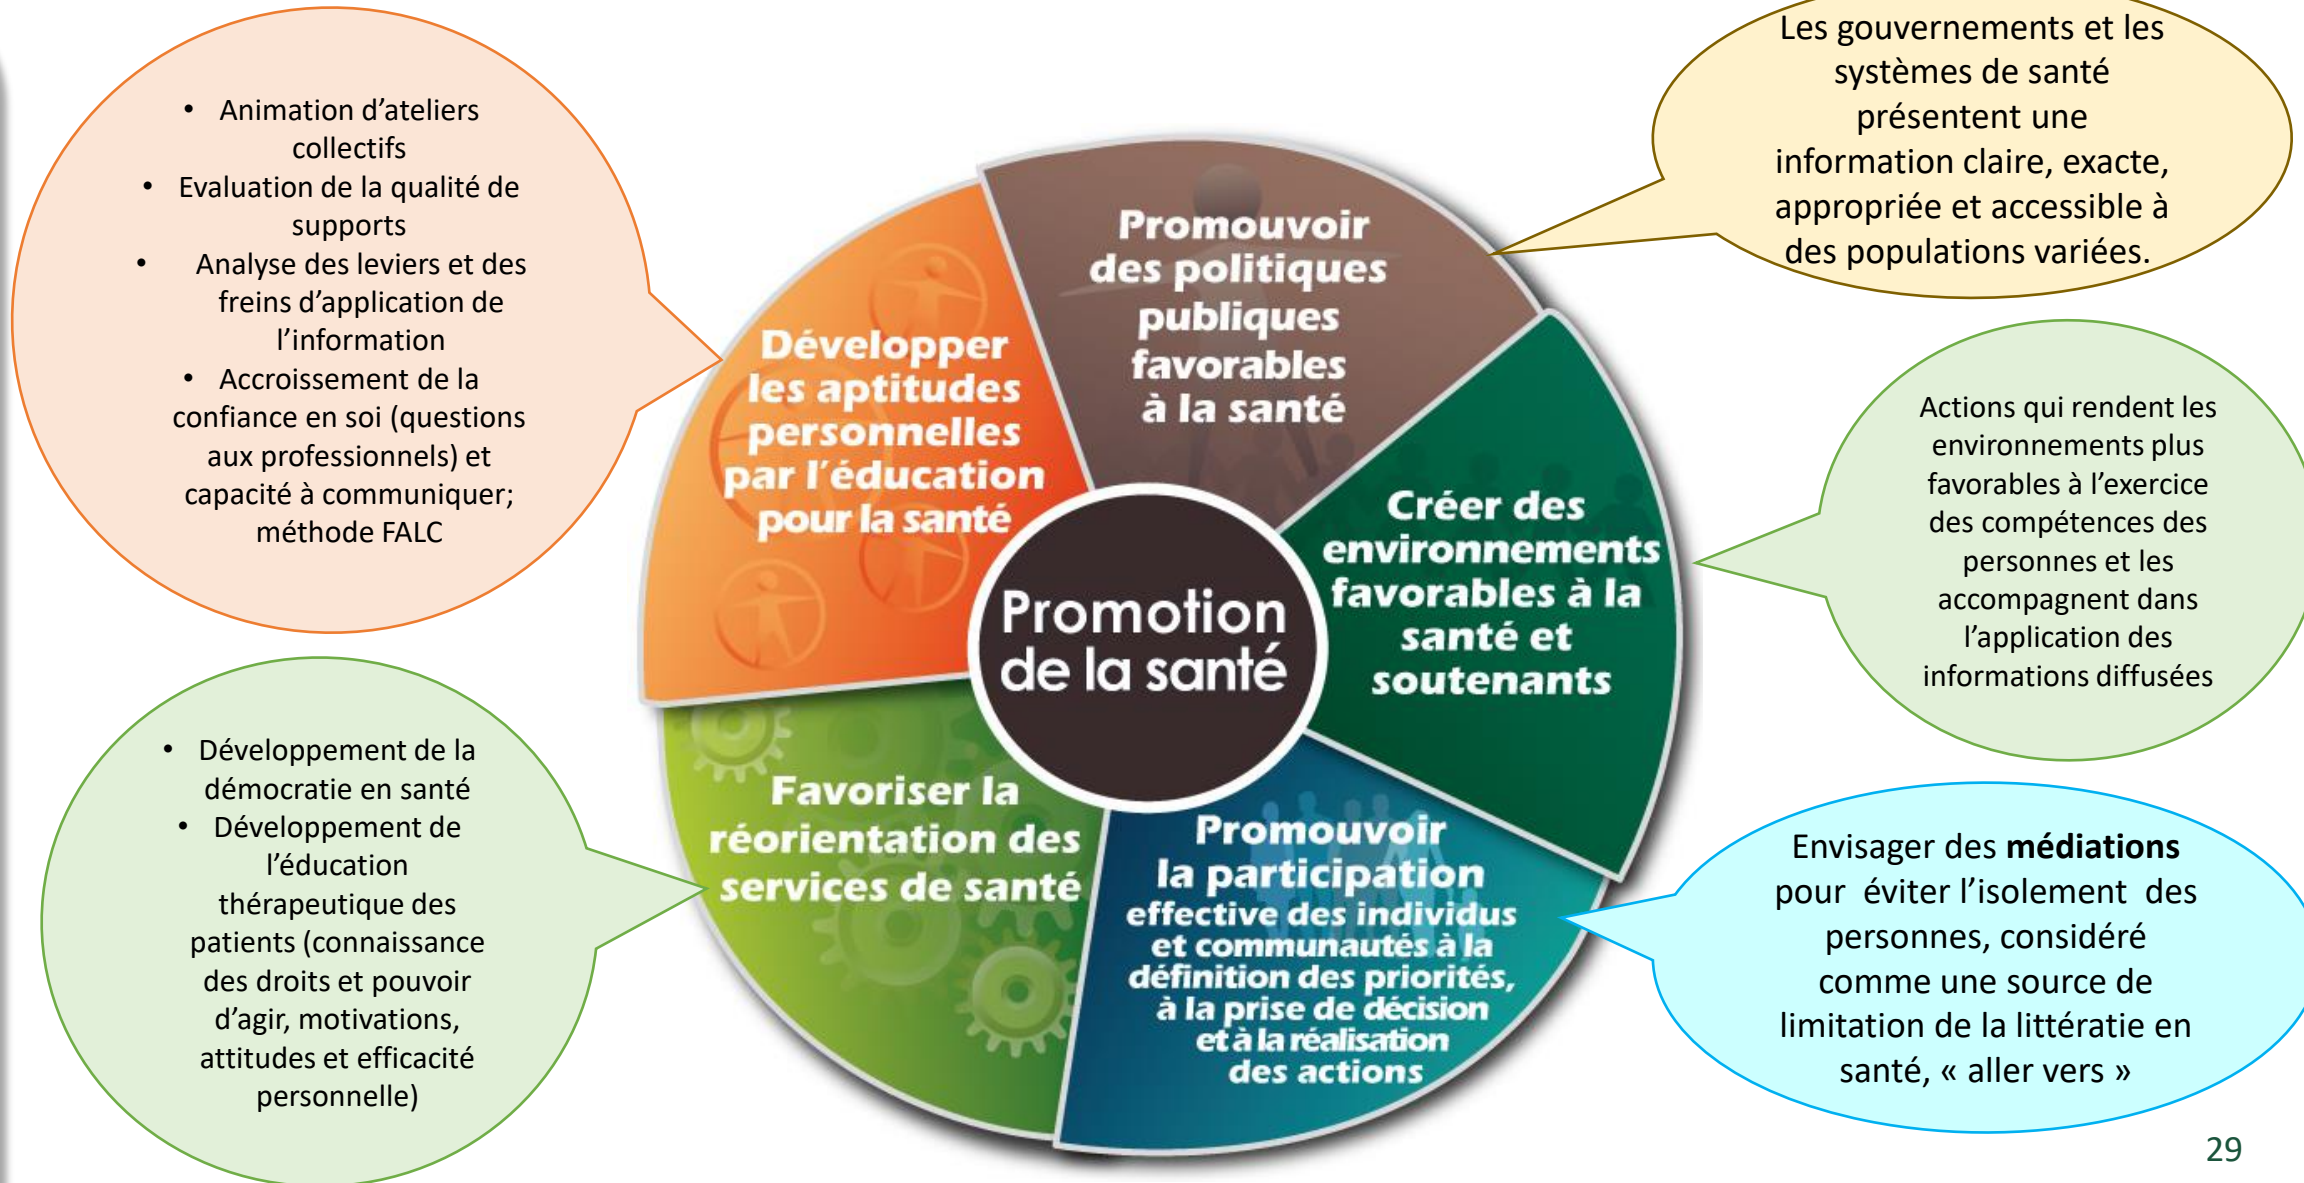 • Animation d’ateliers
collectifs
• Evaluation de la qualité de
supports
• Analyse des leviers et des
freins d’application de
l’information
• Accroissement de la
confiance en soi (questions
aux professionnels) et
capacité à communiquer;
méthode FALC
• Développement de la
démocratie en santé
• Développement de
l’éducation
thérapeutique des
patients (connaissance
des droits et pouvoir
d’agir, motivations,
attitudes et efficacité
personnelle)
Développer
les aptitudes
personnelles
par l’éducation
pour la santé
Promouvoir
des politiques
publiques
favorables
à la santé
Créer des
environnements
favorables à la
santé et
soutenants
Promotion
de la santé
Favoriser la
réorientation des
services de santé
Promouvoir
la participation
effective des individus
et communautés à la
définition des priorités,
à la prise de décision
et à la réalisation
des actions
Les gouvernements et les
systèmes de santé
présentent une
information claire, exacte,
appropriée et accessible à
des populations variées.
Actions qui rendent les
environnements plus
favorables à l’exercice
des compétences des
personnes et les
accompagnent dans
l’application des
informations diffusées
Envisager des médiations
pour éviter l’isolement des
personnes, considéré
comme une source de
limitation de la littératie en
santé, « aller vers »
29